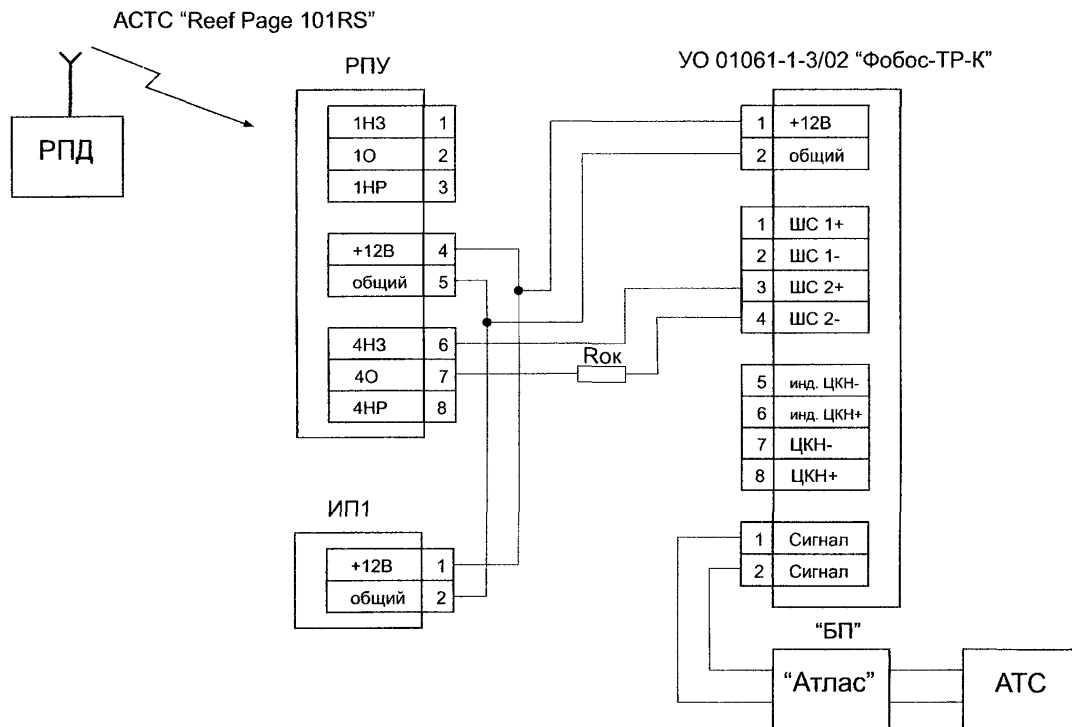 АСТС “Reef Page 101RS”
РПД
РПУ
1НЗ 1
1О 2
1НР 3
+12В 4
общий 5
4НЗ 6
4О 7
4НР 8
ИП1
+12В 1
общий 2
Rок
УО 01061-1-3/02 “Фобос-ТР-К”
1 +12В
2 общий
1 ШС 1+
2 ШС 1-
3 ШС 2+
4 ШС 2-
5 инд. ЦКН-
6 инд. ЦКН+
7 ЦКН-
8 ЦКН+
1 Сигнал
2 Сигнал
“БП”
“Атлас”
АТС